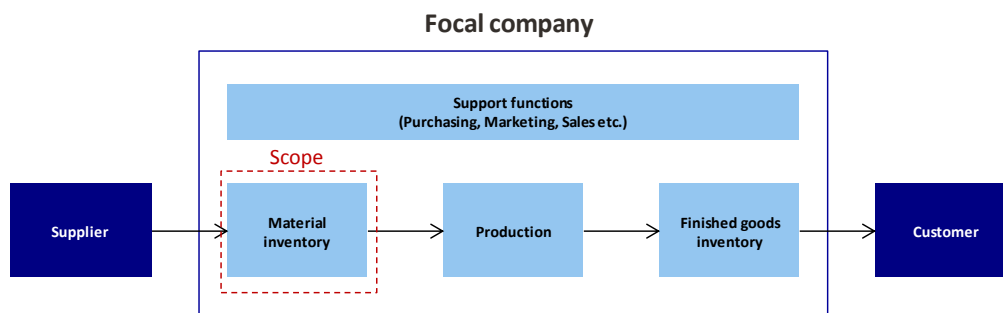 Focal company
Support functions
(Purchasing, Marketing, Sales etc.)
Scope
Supplier
Material
inventory
Production
Finished goods
inventory
Customer